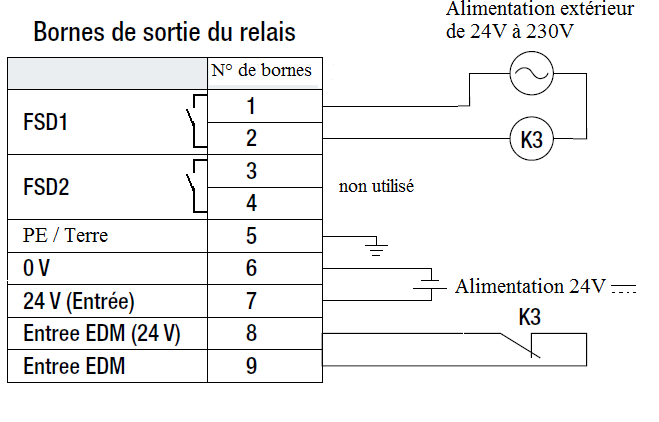 Alimentation extérieur
de 24V à 230V
Bornes de sortie du relais
N° de bornes
FSD1
1
2
K3
FSD2
3
4
non utilisé
PE / Terre
5
0 V
6
24 V (Entrée)
7
Alimentation 24V
Entree EDM (24 V)
8
K3
Entree EDM
9